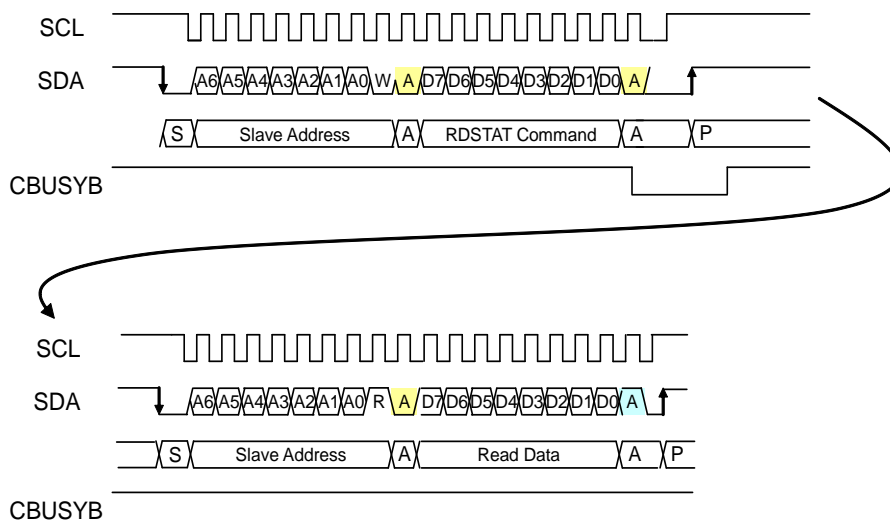 SCL
SDA A6 A5 A4 A3 A2 A1 A0 W A D7 D6 D5 D4 D3 D2 D1 D0 A
S Slave Address A RDSTAT Command A P
CBUSYB
SCL
SDA A6 A5 A4 A3 A2 A1 A0 R A D7 D6 D5 D4 D3 D2 D1 D0 A
S Slave Address A Read Data A P
CBUSYB